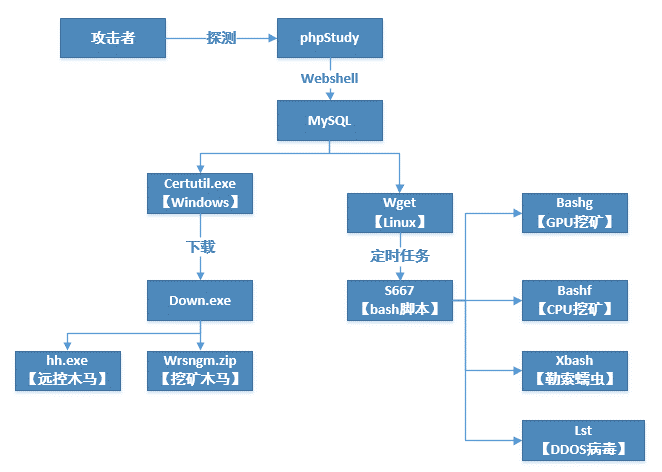 攻击者
探测
phpStudy
Webshell
MySQL
Certutil.exe
【Windows】
Wget
【Linux】
Bashg
【GPU挖矿】
下载
定时任务
Down.exe
S667
【bash脚本】
Bashf
【CPU挖矿】
hh.exe
【远控木马】
Wrsngm.zip
【挖矿木马】
Xbash
【勒索蠕虫】
Lst
【DDOS病毒】